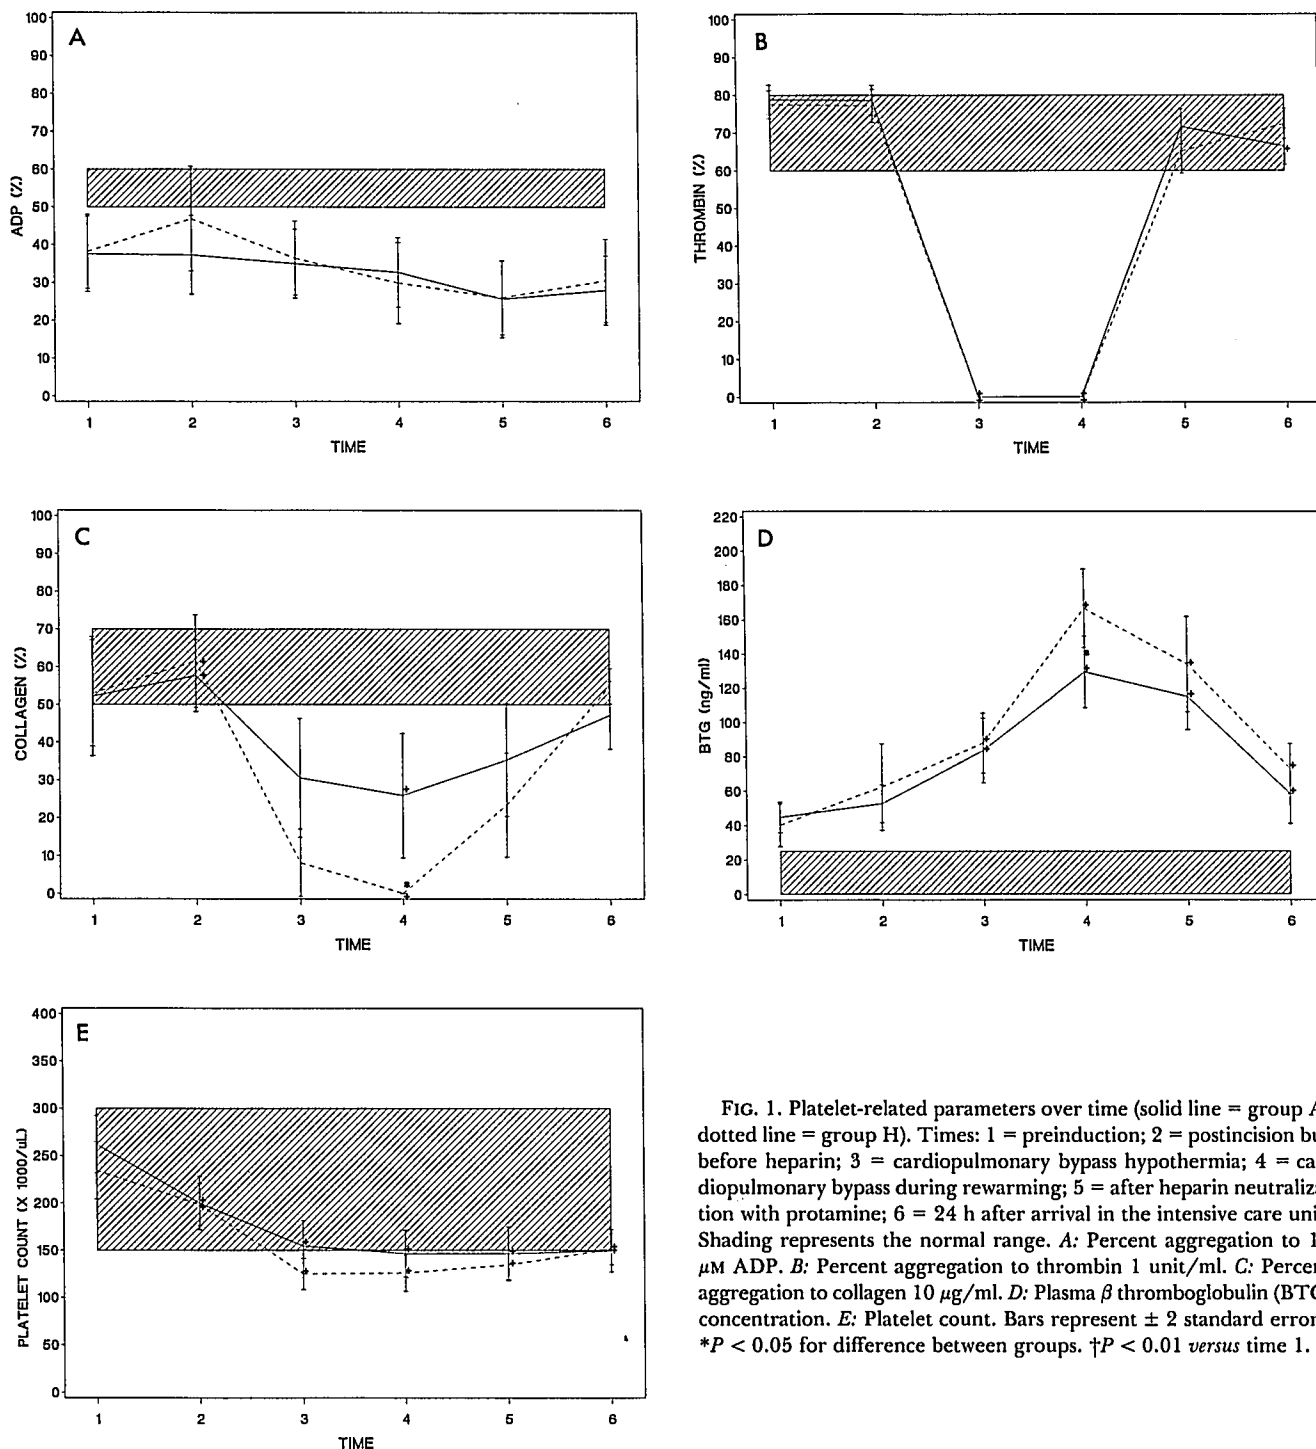 A
100
90
80
70
60
50
40
30
20
10
0
ADP (%)
1 2 3 4 5 6
TIME
B
100
90
80
70
60
50
40
30
20
10
0
THROMBIN (%)
1 2 3 4 5 6
TIME
C
100
90
80
70
60
50
40
30
20
10
0
COLLAGEN (%)
1 2 3 4 5 6
TIME
D
220
200
180
160
140
120
100
80
60
40
20
0
BTG (ng/ml)
1 2 3 4 5 6
TIME
E
400
350
300
250
200
150
100
50
0
PLATELET COUNT (X 1000/uL)
1 2 3 4 5 6
TIME
FIG. 1. Platelet-related parameters over time (solid line = group A
dotted line = group H). Times: 1 = preinduction; 2 = postincision bu
before heparin; 3 = cardiopulmonary bypass hypothermia; 4 = ca
diopulmonary bypass during rewarming; 5 = after heparin neutraliza
tion with protamine; 6 = 24 h after arrival in the intensive care uni
Shading represents the normal range. A: Percent aggregation to 1
μM ADP. B: Percent aggregation to thrombin 1 unit/ml. C: Percen
aggregation to collagen 10 μg/ml. D: Plasma β thromboglobulin (BTG
concentration. E: Platelet count. Bars represent ± 2 standard error
*P < 0.05 for difference between groups. †P < 0.01 versus time 1.